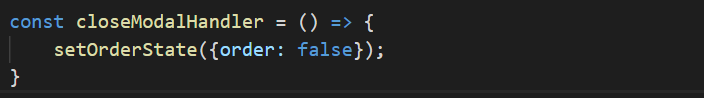 const closeModalHandler = () => {
    setOrderState({order: false});
}